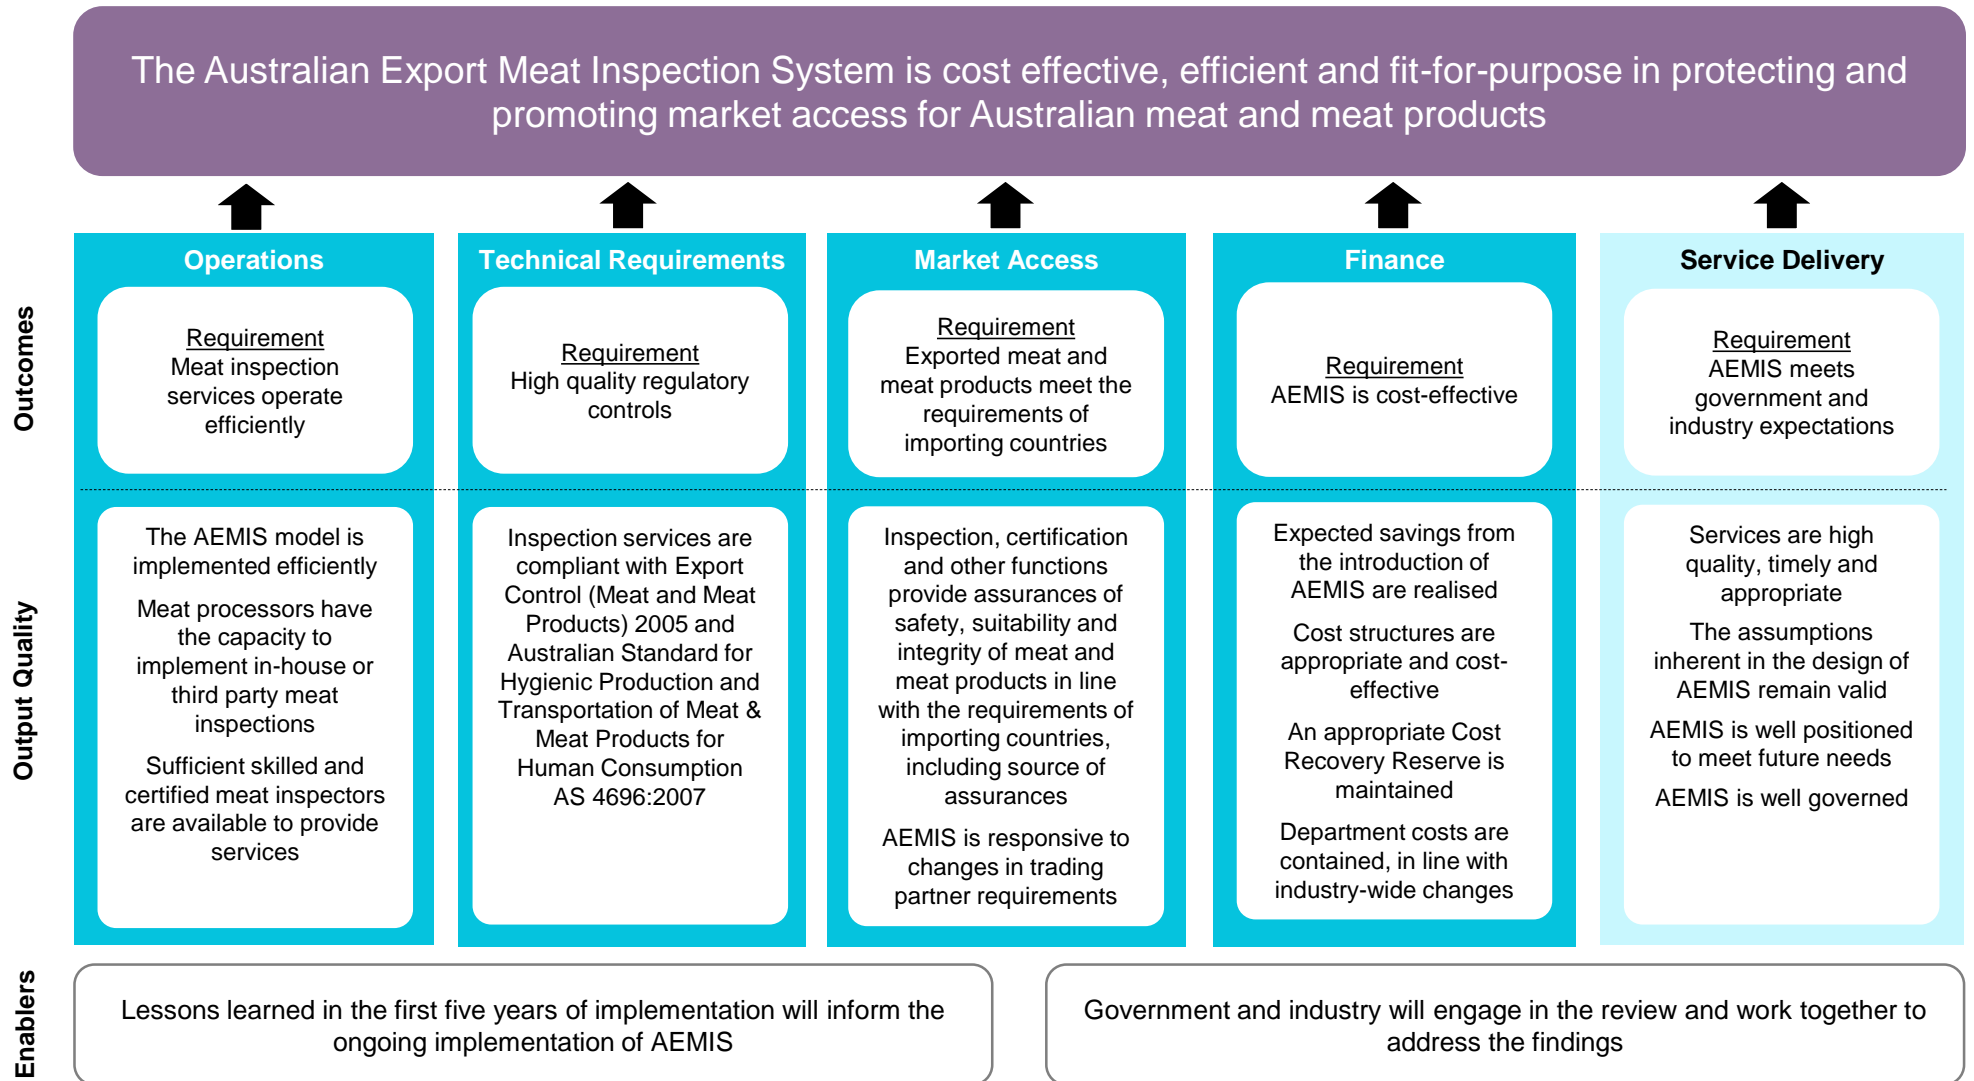 The Australian Export Meat Inspection System is cost effective, efficient and fit-for-purpose in protecting and
promoting market access for Australian meat and meat products
Outcomes
Operations
Requirement
Meat inspection
services operate
efficiently
Technical Requirements
Requirement
High quality regulatory
controls
Market Access
Requirement
Exported meat and
meat products meet the
requirements of
importing countries
Finance
Requirement
AEMIS is cost-effective
Service Delivery
Requirement
AEMIS meets
government and
industry expectations
Output Quality
The AEMIS model is
implemented efficiently
Meat processors have
the capacity to
implement in-house or
third party meat
inspections
Sufficient skilled and
certified meat inspectors
are available to provide
services
Inspection services are
compliant with Export
Control (Meat and Meat
Products) 2005 and
Australian Standard for
Hygienic Production and
Transportation of Meat &
Meat Products for
Human Consumption
AS 4696:2007
Inspection, certification
and other functions
provide assurances of
safety, suitability and
integrity of meat and
meat products in line
with the requirements of
importing countries,
including source of
assurances
AEMIS is responsive to
changes in trading
partner requirements
Expected savings from
the introduction of
AEMIS are realised
Cost structures are
appropriate and cost-
effective
An appropriate Cost
Recovery Reserve is
maintained
Department costs are
contained, in line with
industry-wide changes
Services are high
quality, timely and
appropriate
The assumptions
inherent in the design of
AEMIS remain valid
AEMIS is well positioned
to meet future needs
AEMIS is well governed
Enablers
Lessons learned in the first five years of implementation will inform the
ongoing implementation of AEMIS
Government and industry will engage in the review and work together to
address the findings